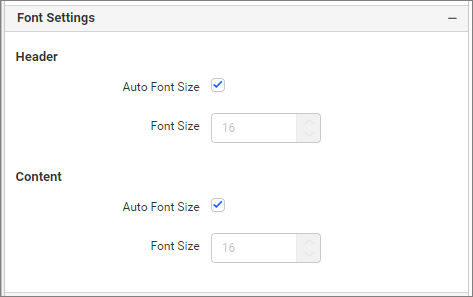 Font Settings
Header
Auto Font Size
Font Size 16
Content
Auto Font Size
Font Size 16